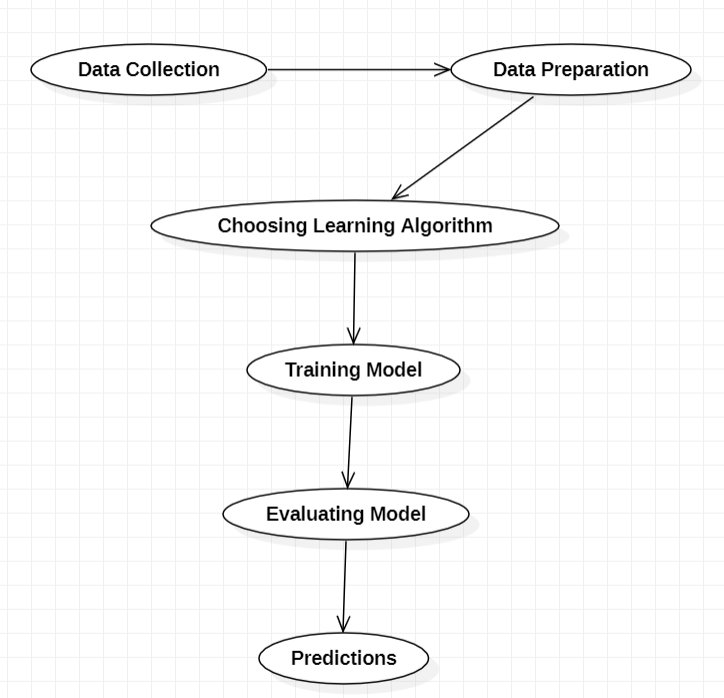 Data Collection
Data Preparation
Choosing Learning Algorithm
Training Model
Evaluating Model
Predictions